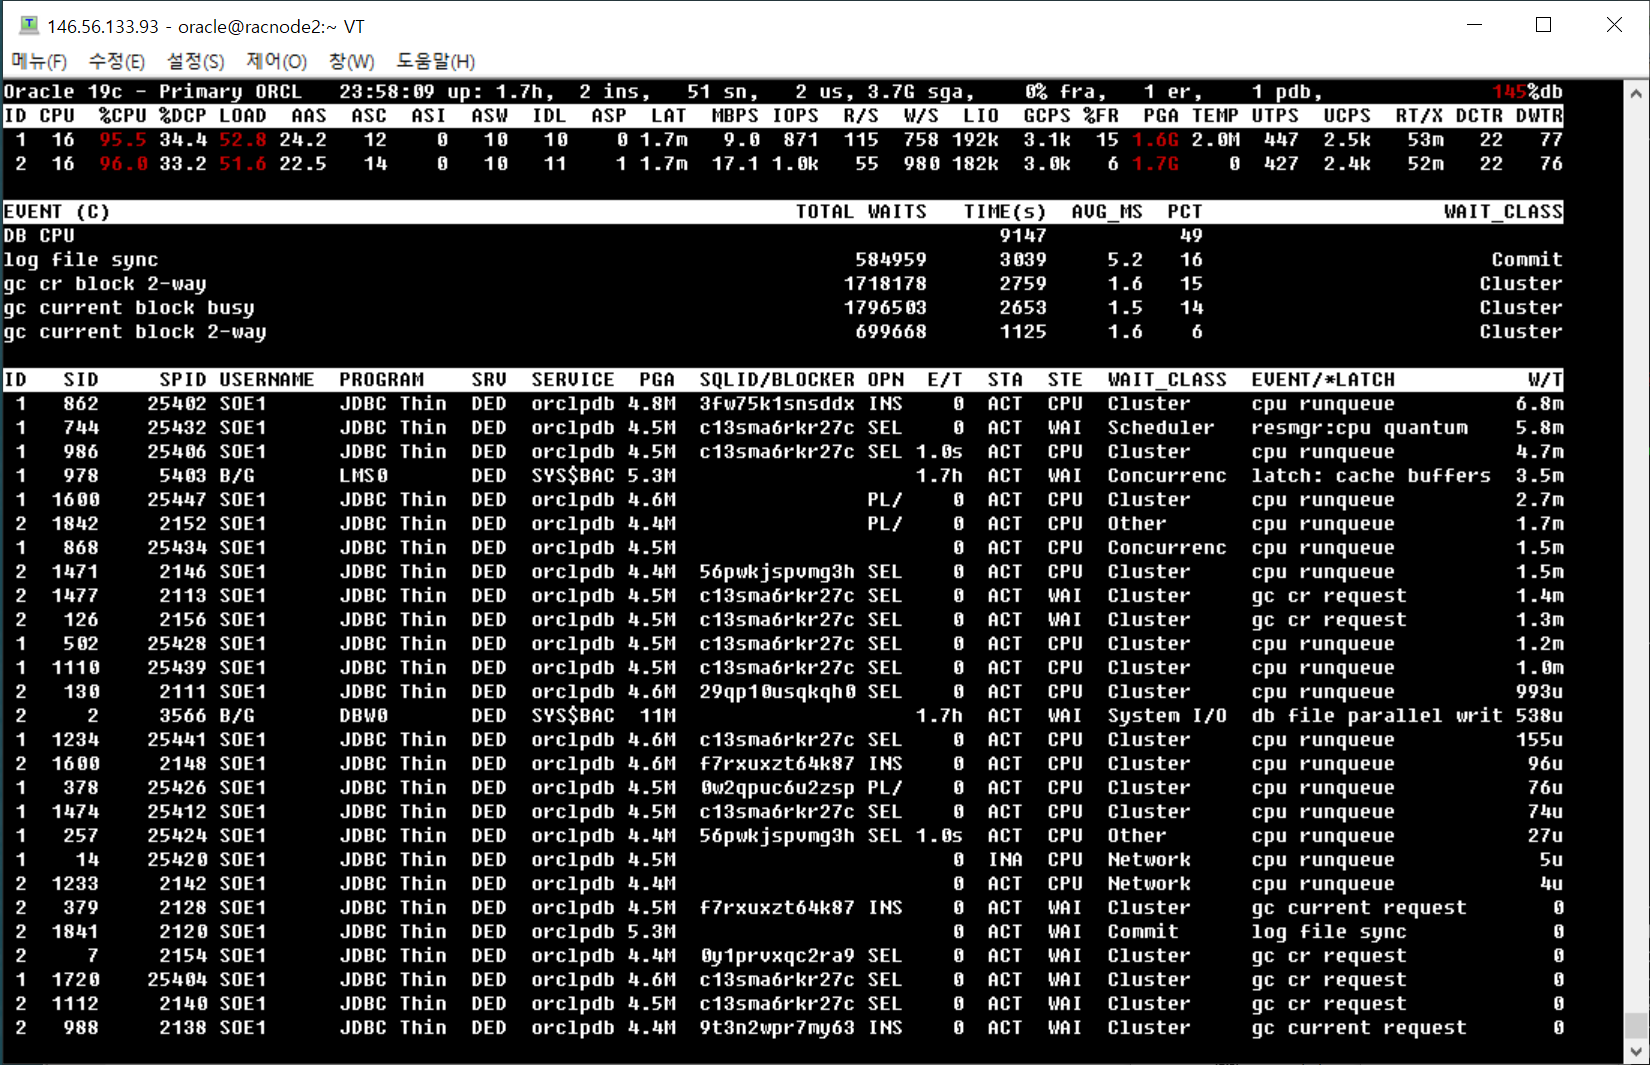 146.56.133.93 - oracle@racnode2:~ VT
메뉴(F) 수정(E) 설정(S) 제어(O) 창(W) 도움말(H)
Oracle 19c - Primary ORCL 23:58:09 up: 1.7h, 2 ins, 51 sn, 2 us, 3.7G sga, 0% fra, 1 er, 1 pdb, 145%db
ID CPU %CPU %DCP LOAD AAS ASC ASI ASW IDL ASP LAT MBPS IOPS R/S W/S LIO GCPS %FR PGA TEMP UTPS UCPS RT/X DCTR DWTR
1 16 95.5 34.4 52.8 24.2 12 0 10 10 0 1.7m 9.0 871 115 758 192k 3.1k 15 1.6G 2.0M 447 2.5k 53m 22 77
2 16 96.0 33.2 51.6 22.5 14 0 10 11 1 1.7m 17.1 1.0k 55 980 182k 3.0k 6 1.7G 0 427 2.4k 52m 22 76
EVENT (C) TOTAL WAITS TIME(s) AVG_MS PCT WAIT_CLASS
DB CPU 9147 49
log file sync 584959 3039 5.2 16 Commit
gc cr block 2-way 1718178 2759 1.6 15 Cluster
gc current block busy 1796503 2653 1.5 14 Cluster
gc current block 2-way 699668 1125 1.6 6 Cluster
ID SID SPID USERNAME PROGRAM SRV SERVICE PGA SQLID/BLOCKER OPN E/T STA STE WAIT_CLASS EVENT/*LATCH W/T
1 862 25402 SOE1 JDBC Thin DED orclpdb 4.8M 3fw75k1snsddx INS 0 ACT CPU Cluster cpu runqueue 6.8m
1 744 25432 SOE1 JDBC Thin DED orclpdb 4.5M c13sma6rkr27c SEL 0 ACT WAI Scheduler resmgr:cpu quantum 5.8m
1 986 25406 SOE1 JDBC Thin DED orclpdb 4.5M c13sma6rkr27c SEL 1.0s ACT CPU Cluster cpu runqueue 4.7m
1 978 5403 B/G LMS0 DED SYS$BAC 5.3M 1.7h ACT WAI Concurrenc latch: cache buffers 3.5m
1 1600 25447 SOE1 JDBC Thin DED orclpdb 4.6M PL/ 0 ACT CPU Cluster cpu runqueue 2.7m
2 1842 2152 SOE1 JDBC Thin DED orclpdb 4.4M PL/ 0 ACT CPU Other cpu runqueue 1.7m
1 868 25434 SOE1 JDBC Thin DED orclpdb 4.5M 0 ACT CPU Concurrenc cpu runqueue 1.5m
2 1471 2146 SOE1 JDBC Thin DED orclpdb 4.4M 56pwkjspvmg3h SEL 0 ACT CPU Cluster cpu runqueue 1.5m
2 1477 2113 SOE1 JDBC Thin DED orclpdb 4.5M c13sma6rkr27c SEL 0 ACT WAI Cluster gc cr request 1.4m
2 126 2156 SOE1 JDBC Thin DED orclpdb 4.5M c13sma6rkr27c SEL 0 ACT WAI Cluster gc cr request 1.3m
1 502 25428 SOE1 JDBC Thin DED orclpdb 4.5M c13sma6rkr27c SEL 0 ACT CPU Cluster cpu runqueue 1.2m
1 1110 25439 SOE1 JDBC Thin DED orclpdb 4.5M c13sma6rkr27c SEL 0 ACT CPU Cluster cpu runqueue 1.0m
2 130 2111 SOE1 JDBC Thin DED orclpdb 4.6M 29qp10usqkqh0 SEL 0 ACT CPU Cluster cpu runqueue 993u
2 2 3566 B/G DBW0 DED SYS$BAC 11M 1.7h ACT WAI System I/O db file parallel writ 538u
1 1234 25441 SOE1 JDBC Thin DED orclpdb 4.6M c13sma6rkr27c SEL 0 ACT CPU Cluster cpu runqueue 155u
2 1600 2148 SOE1 JDBC Thin DED orclpdb 4.6M f7rxuxzt64k87 INS 0 ACT CPU Cluster cpu runqueue 96u
1 378 25426 SOE1 JDBC Thin DED orclpdb 4.5M 0w2qpuc6u2zsp PL/ 0 ACT CPU Cluster cpu runqueue 76u
1 1474 25412 SOE1 JDBC Thin DED orclpdb 4.5M c13sma6rkr27c SEL 0 ACT CPU Cluster cpu runqueue 74u
1 257 25424 SOE1 JDBC Thin DED orclpdb 4.4M 56pwkjspvmg3h SEL 1.0s ACT CPU Other cpu runqueue 27u
1 14 25420 SOE1 JDBC Thin DED orclpdb 4.5M 0 INA CPU Network cpu runqueue 5u
2 1233 2142 SOE1 JDBC Thin DED orclpdb 4.4M 0 ACT CPU Network cpu runqueue 4u
2 379 2128 SOE1 JDBC Thin DED orclpdb 4.5M f7rxuxzt64k87 INS 0 ACT WAI Cluster gc current request 0
2 1841 2120 SOE1 JDBC Thin DED orclpdb 5.3M 0 ACT WAI Commit log file sync 0
2 7 2154 SOE1 JDBC Thin DED orclpdb 4.4M 0y1prvxqc2ra9 SEL 0 ACT WAI Cluster gc cr request 0
1 1720 25404 SOE1 JDBC Thin DED orclpdb 4.6M c13sma6rkr27c SEL 0 ACT WAI Cluster gc cr request 0
2 1112 2140 SOE1 JDBC Thin DED orclpdb 4.5M c13sma6rkr27c SEL 0 ACT WAI Cluster gc cr request 0
2 988 2138 SOE1 JDBC Thin DED orclpdb 4.4M 9t3n2wpr7my63 INS 0 ACT WAI Cluster gc current request 0